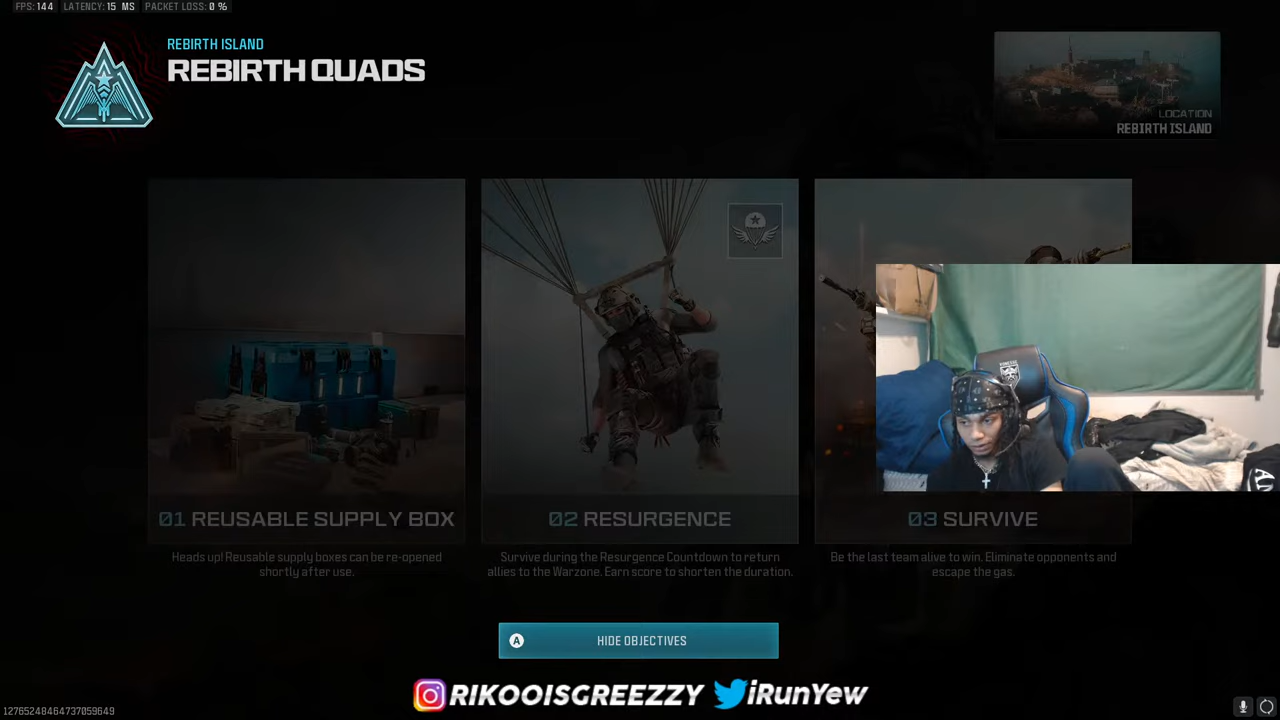 FPS: 144 LATENCY: 15 MS PACKET LOSS: 0 %
REBIRTH ISLAND
REBIRTH QUADS
LOCATION
REBIRTH ISLAND
01 REUSABLE SUPPLY BOX
Heads up! Reusable supply boxes can be re-opened
shortly after use.
02 RESURGENCE
Survive during the Resurgence Countdown to return
allies to the Warzone. Earn score to shorten the duration.
03 SURVIVE
Be the last team alive to win. Eliminate opponents and
escape the gas.
A HIDE OBJECTIVES
RIKOOISGREEZZY iRunYew
12765248464737059649